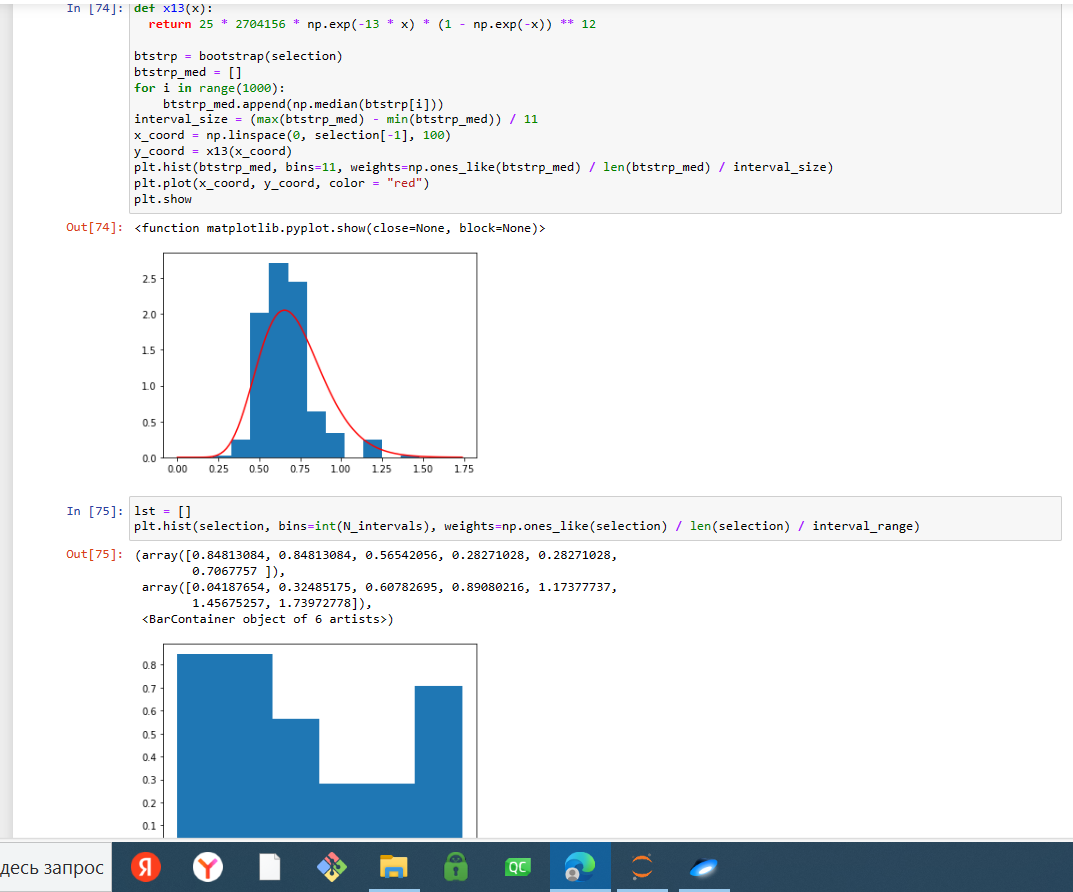 In [74]: def x13(x):
return 25 * 2704156 * np.exp(-13 * x) * (1 - np.exp(-x)) ** 12
btstrp = bootstrap(selection)
btstrp_med = []
for i in range(1000):
btstrp_med.append(np.median(btstrp[i]))
interval_size = (max(btstrp_med) - min(btstrp_med)) / 11
x_coord = np.linspace(0, selection[-1], 100)
y_coord = x13(x_coord)
plt.hist(btstrp_med, bins=11, weights=np.ones_like(btstrp_med) / len(btstrp_med) / interval_size)
plt.plot(x_coord, y_coord, color = "red")
plt.show
Out[74]: <function matplotlib.pyplot.show(close=None, block=None)>
2.5
2.0
1.5
1.0
0.5
0.0
0.00 0.25 0.50 0.75 1.00 1.25 1.50 1.75
In [75]: lst = []
plt.hist(selection, bins=int(N_intervals), weights=np.ones_like(selection) / len(selection) / interval_range)
Out[75]: (array([0.84813084, 0.84813084, 0.56542056, 0.28271028, 0.28271028,
0.7067757 ]),
array([0.04187654, 0.32485175, 0.60782695, 0.89080216, 1.17377737,
1.45675257, 1.73972778]),
<BarContainer object of 6 artists>)
0.8
0.7
0.6
0.5
0.4
0.3
0.2
0.1
десь запрос Я Y QC